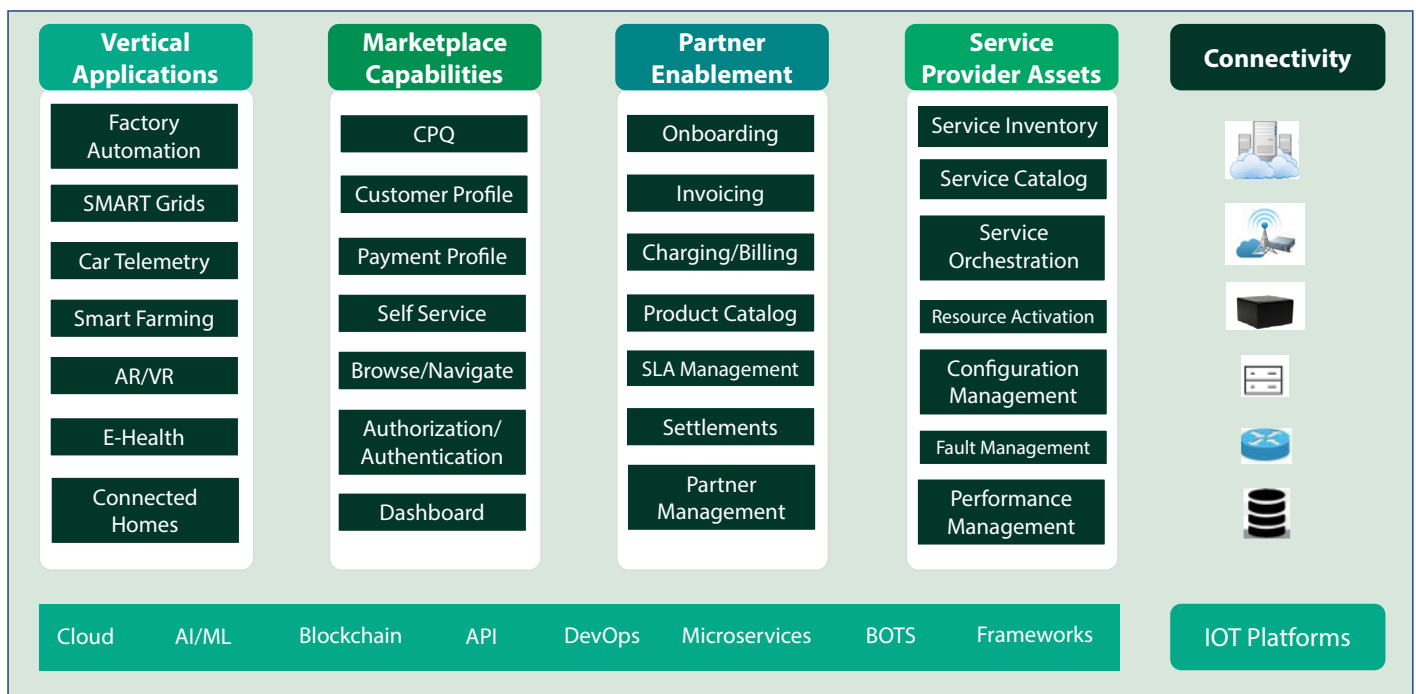 Vertical
Applications
Factory
Automation
SMART Grids
Car Telemetry
Smart Farming
AR/VR
E-Health
Connected
Homes
Marketplace
Capabilities
CPQ
Customer Profile
Payment Profile
Self Service
Browse/Navigate
Authorization/
Authentication
Dashboard
Partner
Enablement
Onboarding
Invoicing
Charging/Billing
Product Catalog
SLA Management
Settlements
Partner
Management
Service
Provider Assets
Service Inventory
Service Catalog
Service
Orchestration
Resource Activation
Configuration
Management
Fault Management
Performance
Management
Connectivity
Cloud AI/ML Blockchain API DevOps Microservices BOTS Frameworks
IOT Platforms